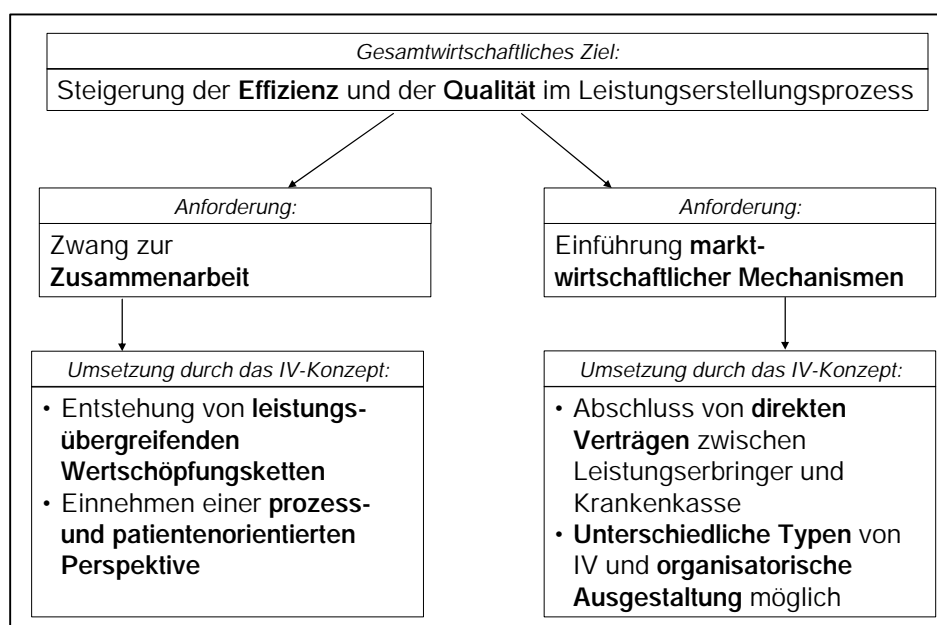 Gesamtwirtschaftliches Ziel:
Steigerung der Effizienz und der Qualität im Leistungserstellungsprozess
Anforderung:
Zwang zur
Zusammenarbeit
Anforderung:
Einführung markt-
wirtschaftlicher Mechanismen
Umsetzung durch das IV-Konzept:
• Entstehung von leistungs-
übergreifenden
Wertschöpfungsketten
• Einnehmen einer prozess-
und patientenorientierten
Perspektive
Umsetzung durch das IV-Konzept:
• Abschluss von direkten
Verträgen zwischen
Leistungserbringer und
Krankenkasse
• Unterschiedliche Typen von
IV und organisatorische
Ausgestaltung möglich